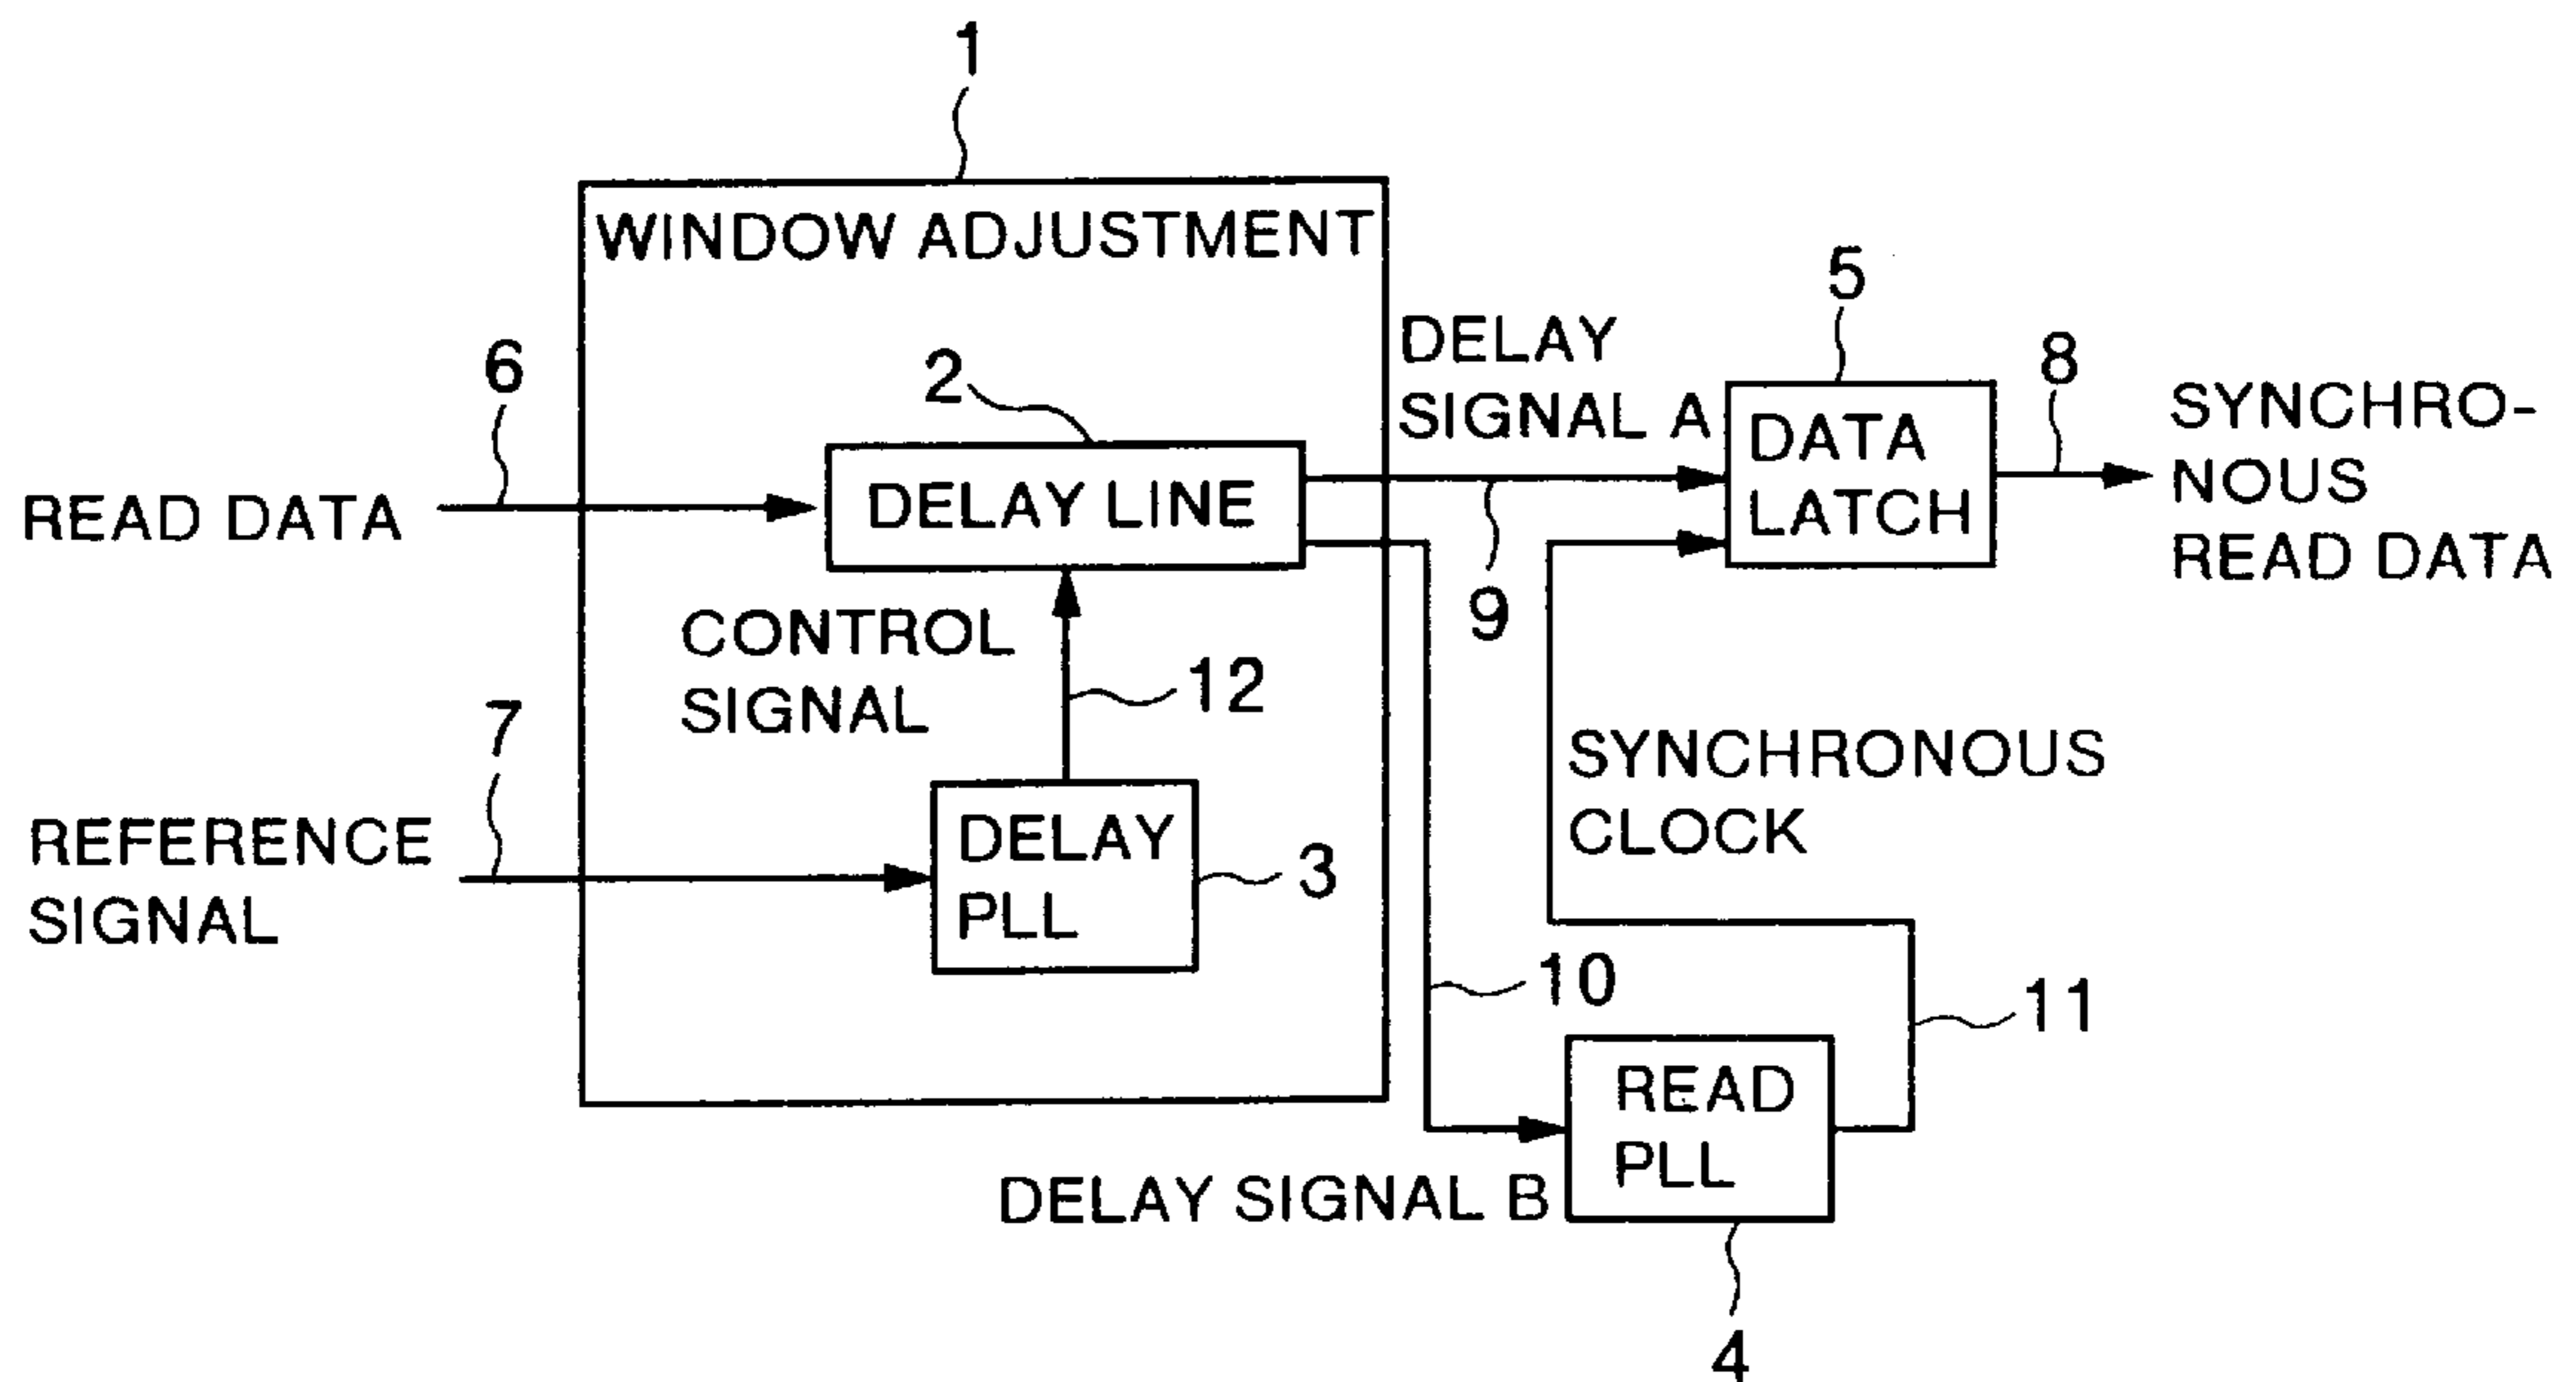 1
WINDOW ADJUSTMENT
5
DELAY
SIGNAL A
8
6
2
SYNCHRO-
NOUS
READ DATA
DATA
LATCH
READ DATA
DELAY LINE
9
CONTROL
SIGNAL
12
7
SYNCHRONOUS
CLOCK
REFERENCE
SIGNAL
DELAY
PLL
3
10
11
READ
PLL
DELAY SIGNAL B
4